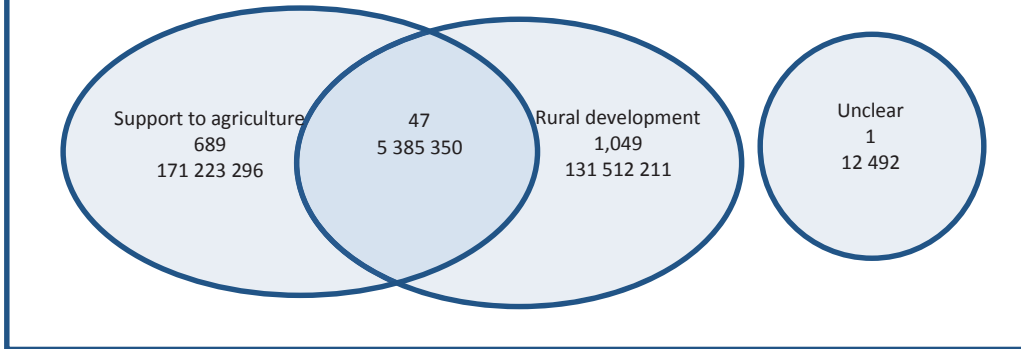 Support to agriculture
689
171 223 296
47
5 385 350
Rural development
1,049
131 512 211
Unclear
1
12 492